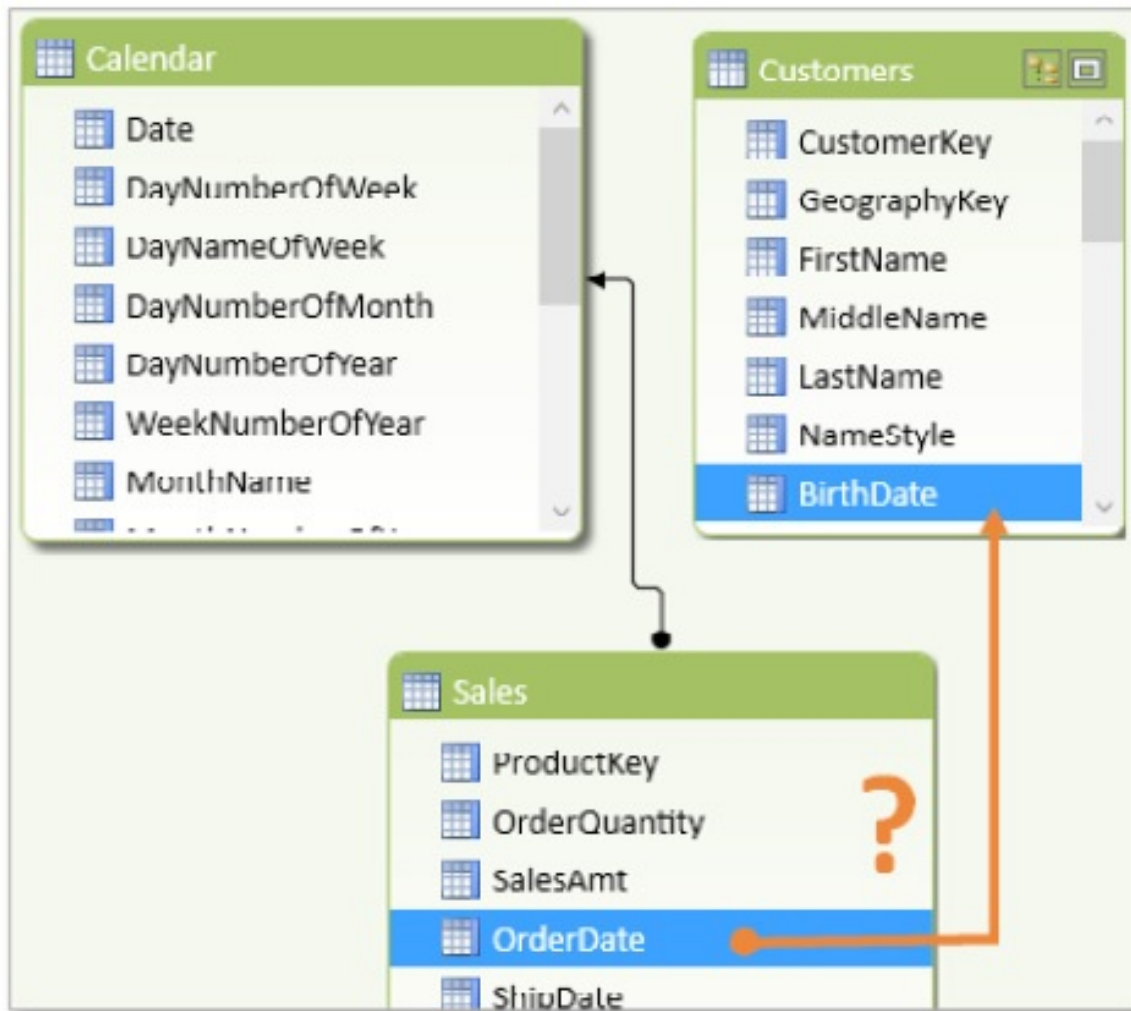 Calendar
Date
DayNumberOfWeek
DayNameOfWeek
DayNumberOfMonth
DayNumberOfYear
WeekNumberOfYear
MonthName
Customers
CustomerKey
GeographyKey
FirstName
MiddleName
LastName
NameStyle
BirthDate
Sales
ProductKey
OrderQuantity
SalesAmt
OrderDate
ShipDate
?